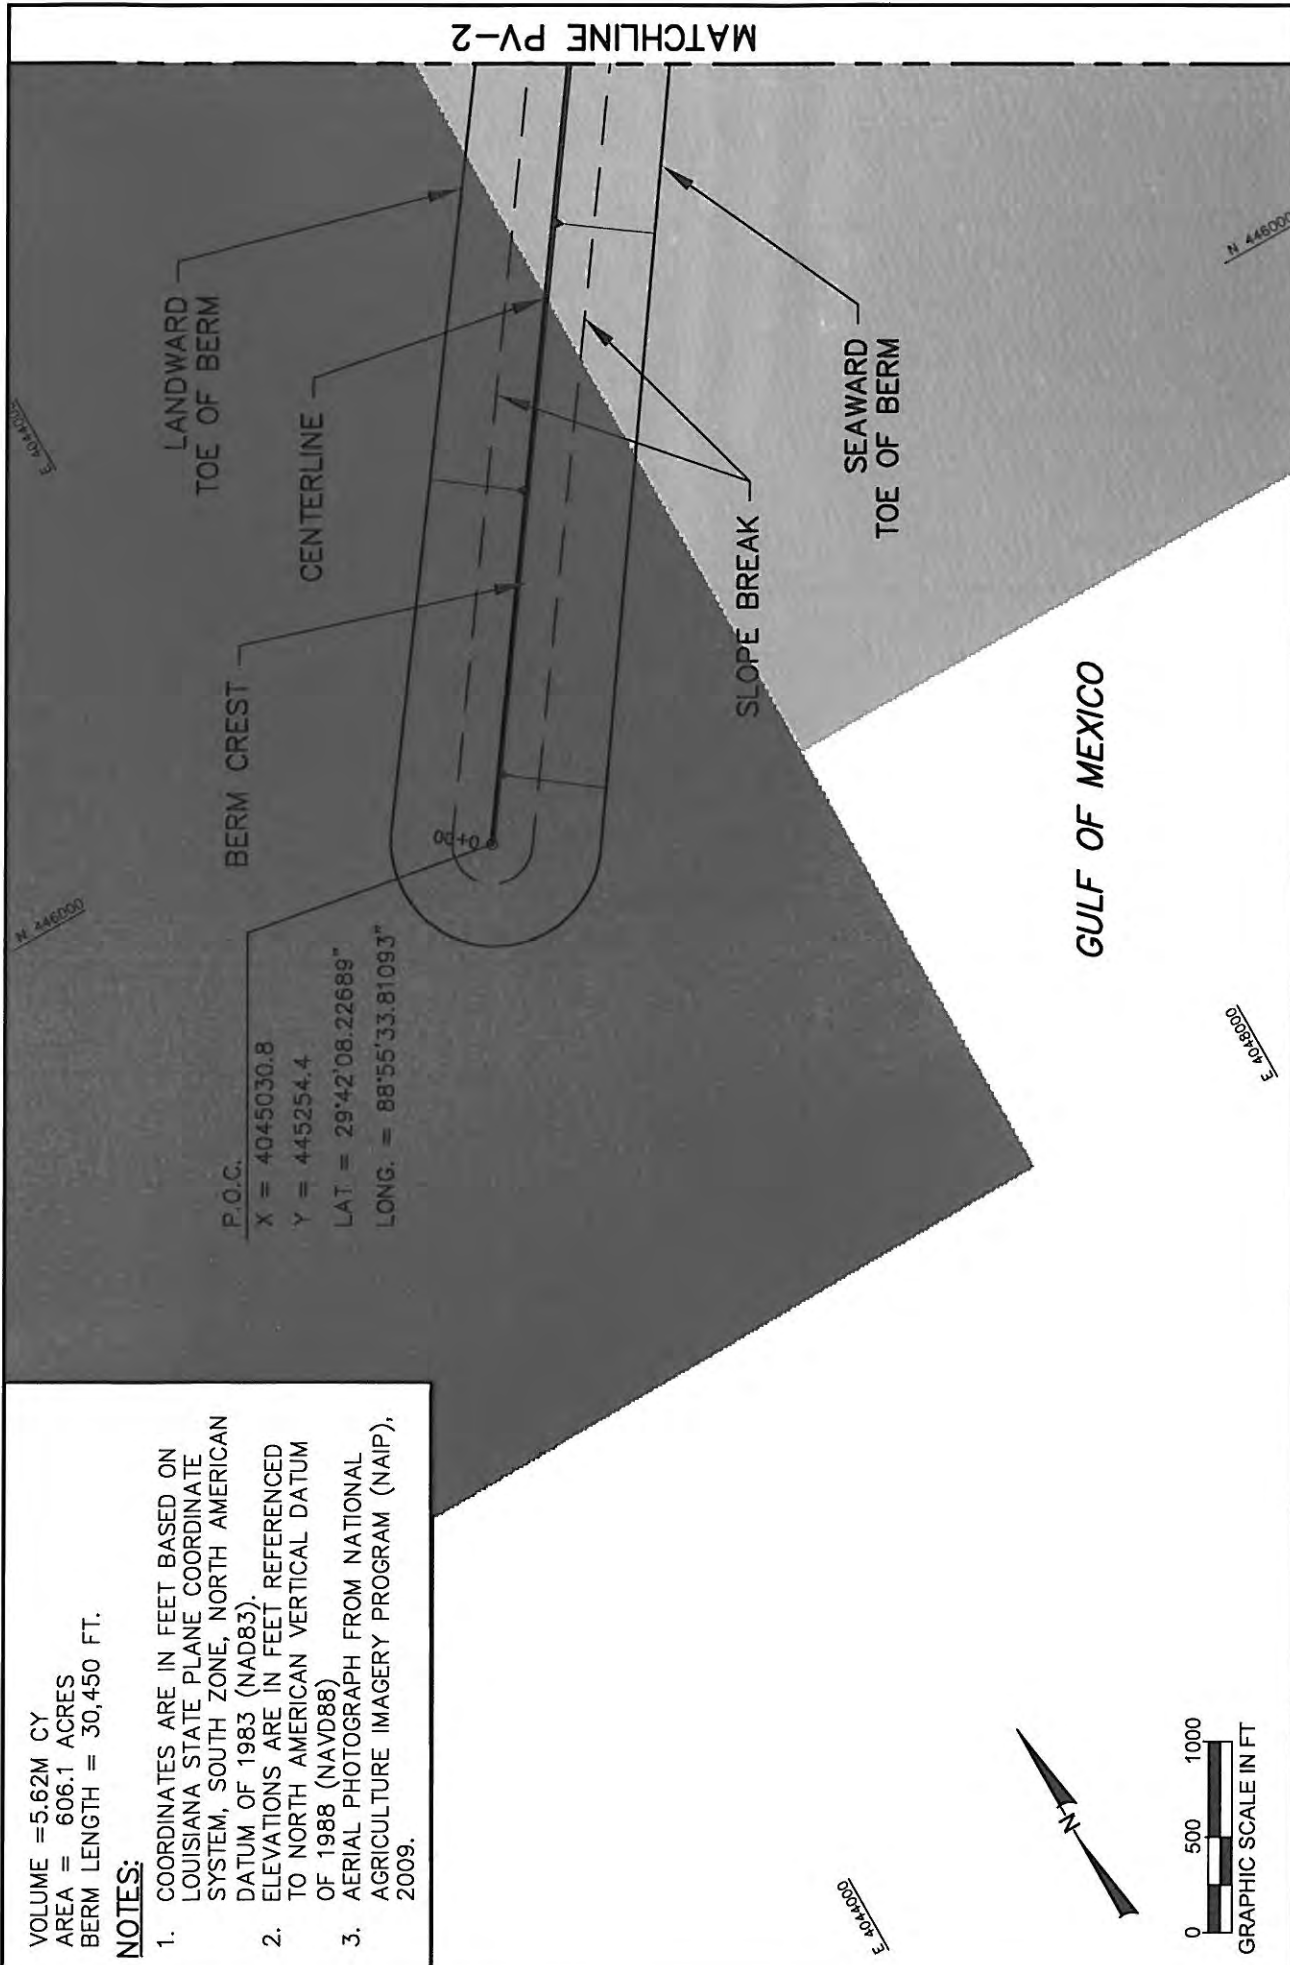 VOLUME =5.62M CY
AREA = 606.1 ACRES
BERM LENGTH = 30,450 FT.
NOTES:
1. COORDINATES ARE IN FEET BASED ON
LOUISIANA STATE PLANE COORDINATE
SYSTEM, SOUTH ZONE, NORTH AMERICAN
DATUM OF 1983 (NAD83).
2. ELEVATIONS ARE IN FEET REFERENCED
TO NORTH AMERICAN VERTICAL DATUM
OF 1988 (NAVD88)
3. AERIAL PHOTOGRAPH FROM NATIONAL
AGRICULTURE IMAGERY PROGRAM (NAIP),
2009.
P.O.C.
X = 4045030.8
Y = 445254.4
LAT = 29°42'08.22689"
LONG. = 88°55'33.81093"
N 446000
BERM CREST
0+00
CENTERLINE
LANDWARD
TOE OF BERM
E 4044000
SLOPE BREAK
SEAWARD
TOE OF BERM
N 446000
MATCHLINE PV-2
GULF OF MEXICO
E 4048000
E 4044000
N
0 500 1000
GRAPHIC SCALE IN FT